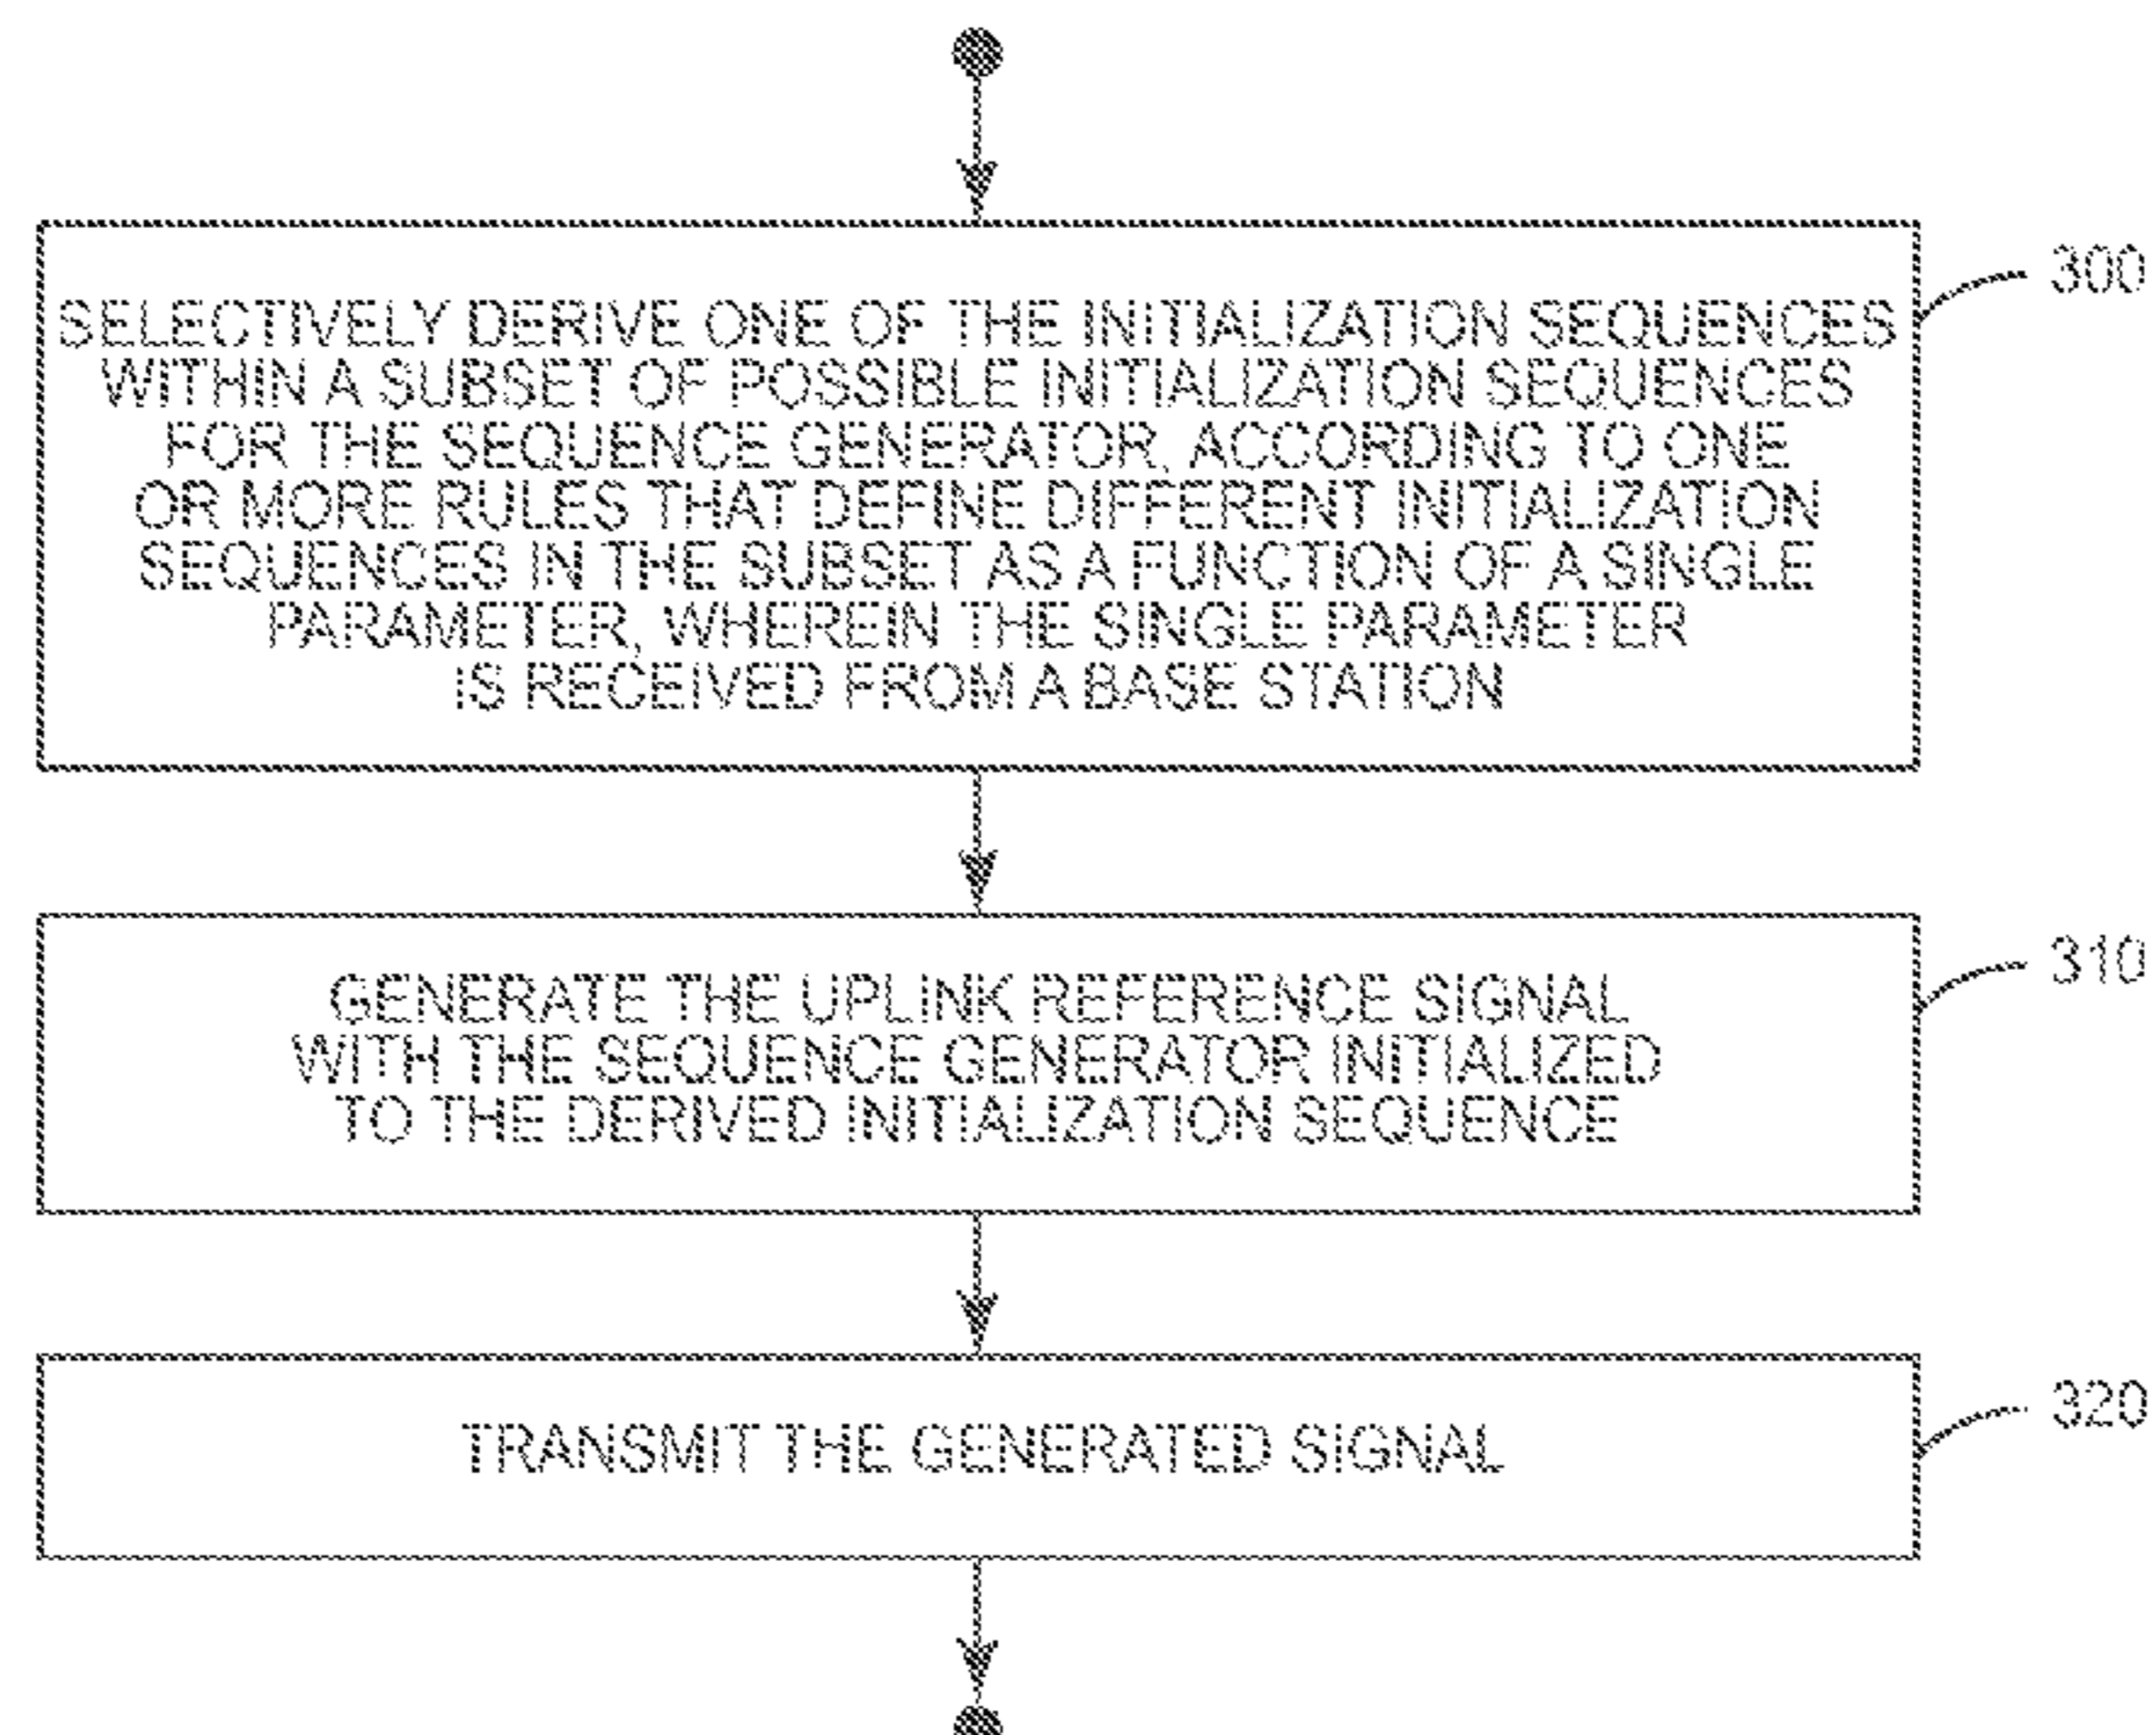 SELECTIVELY DERIVE ONE OF THE INITIALIZATION SEQUENCES
WITHIN A SUBSET OF POSSIBLE INITIALIZATION SEQUENCES
FOR THE SEQUENCE GENERATOR, ACCORDING TO ONE
OR MORE RULES THAT DEFINE DIFFERENT INITIALIZATION
SEQUENCES IN THE SUBSET AS A FUNCTION OF A SINGLE
PARAMETER, WHEREIN THE SINGLE PARAMETER
IS RECEIVED FROM A BASE STATION
300
GENERATE THE UPLINK REFERENCE SIGNAL
WITH THE SEQUENCE GENERATOR INITIALIZED
TO THE DERIVED INITIALIZATION SEQUENCE
310
TRANSMIT THE GENERATED SIGNAL
320